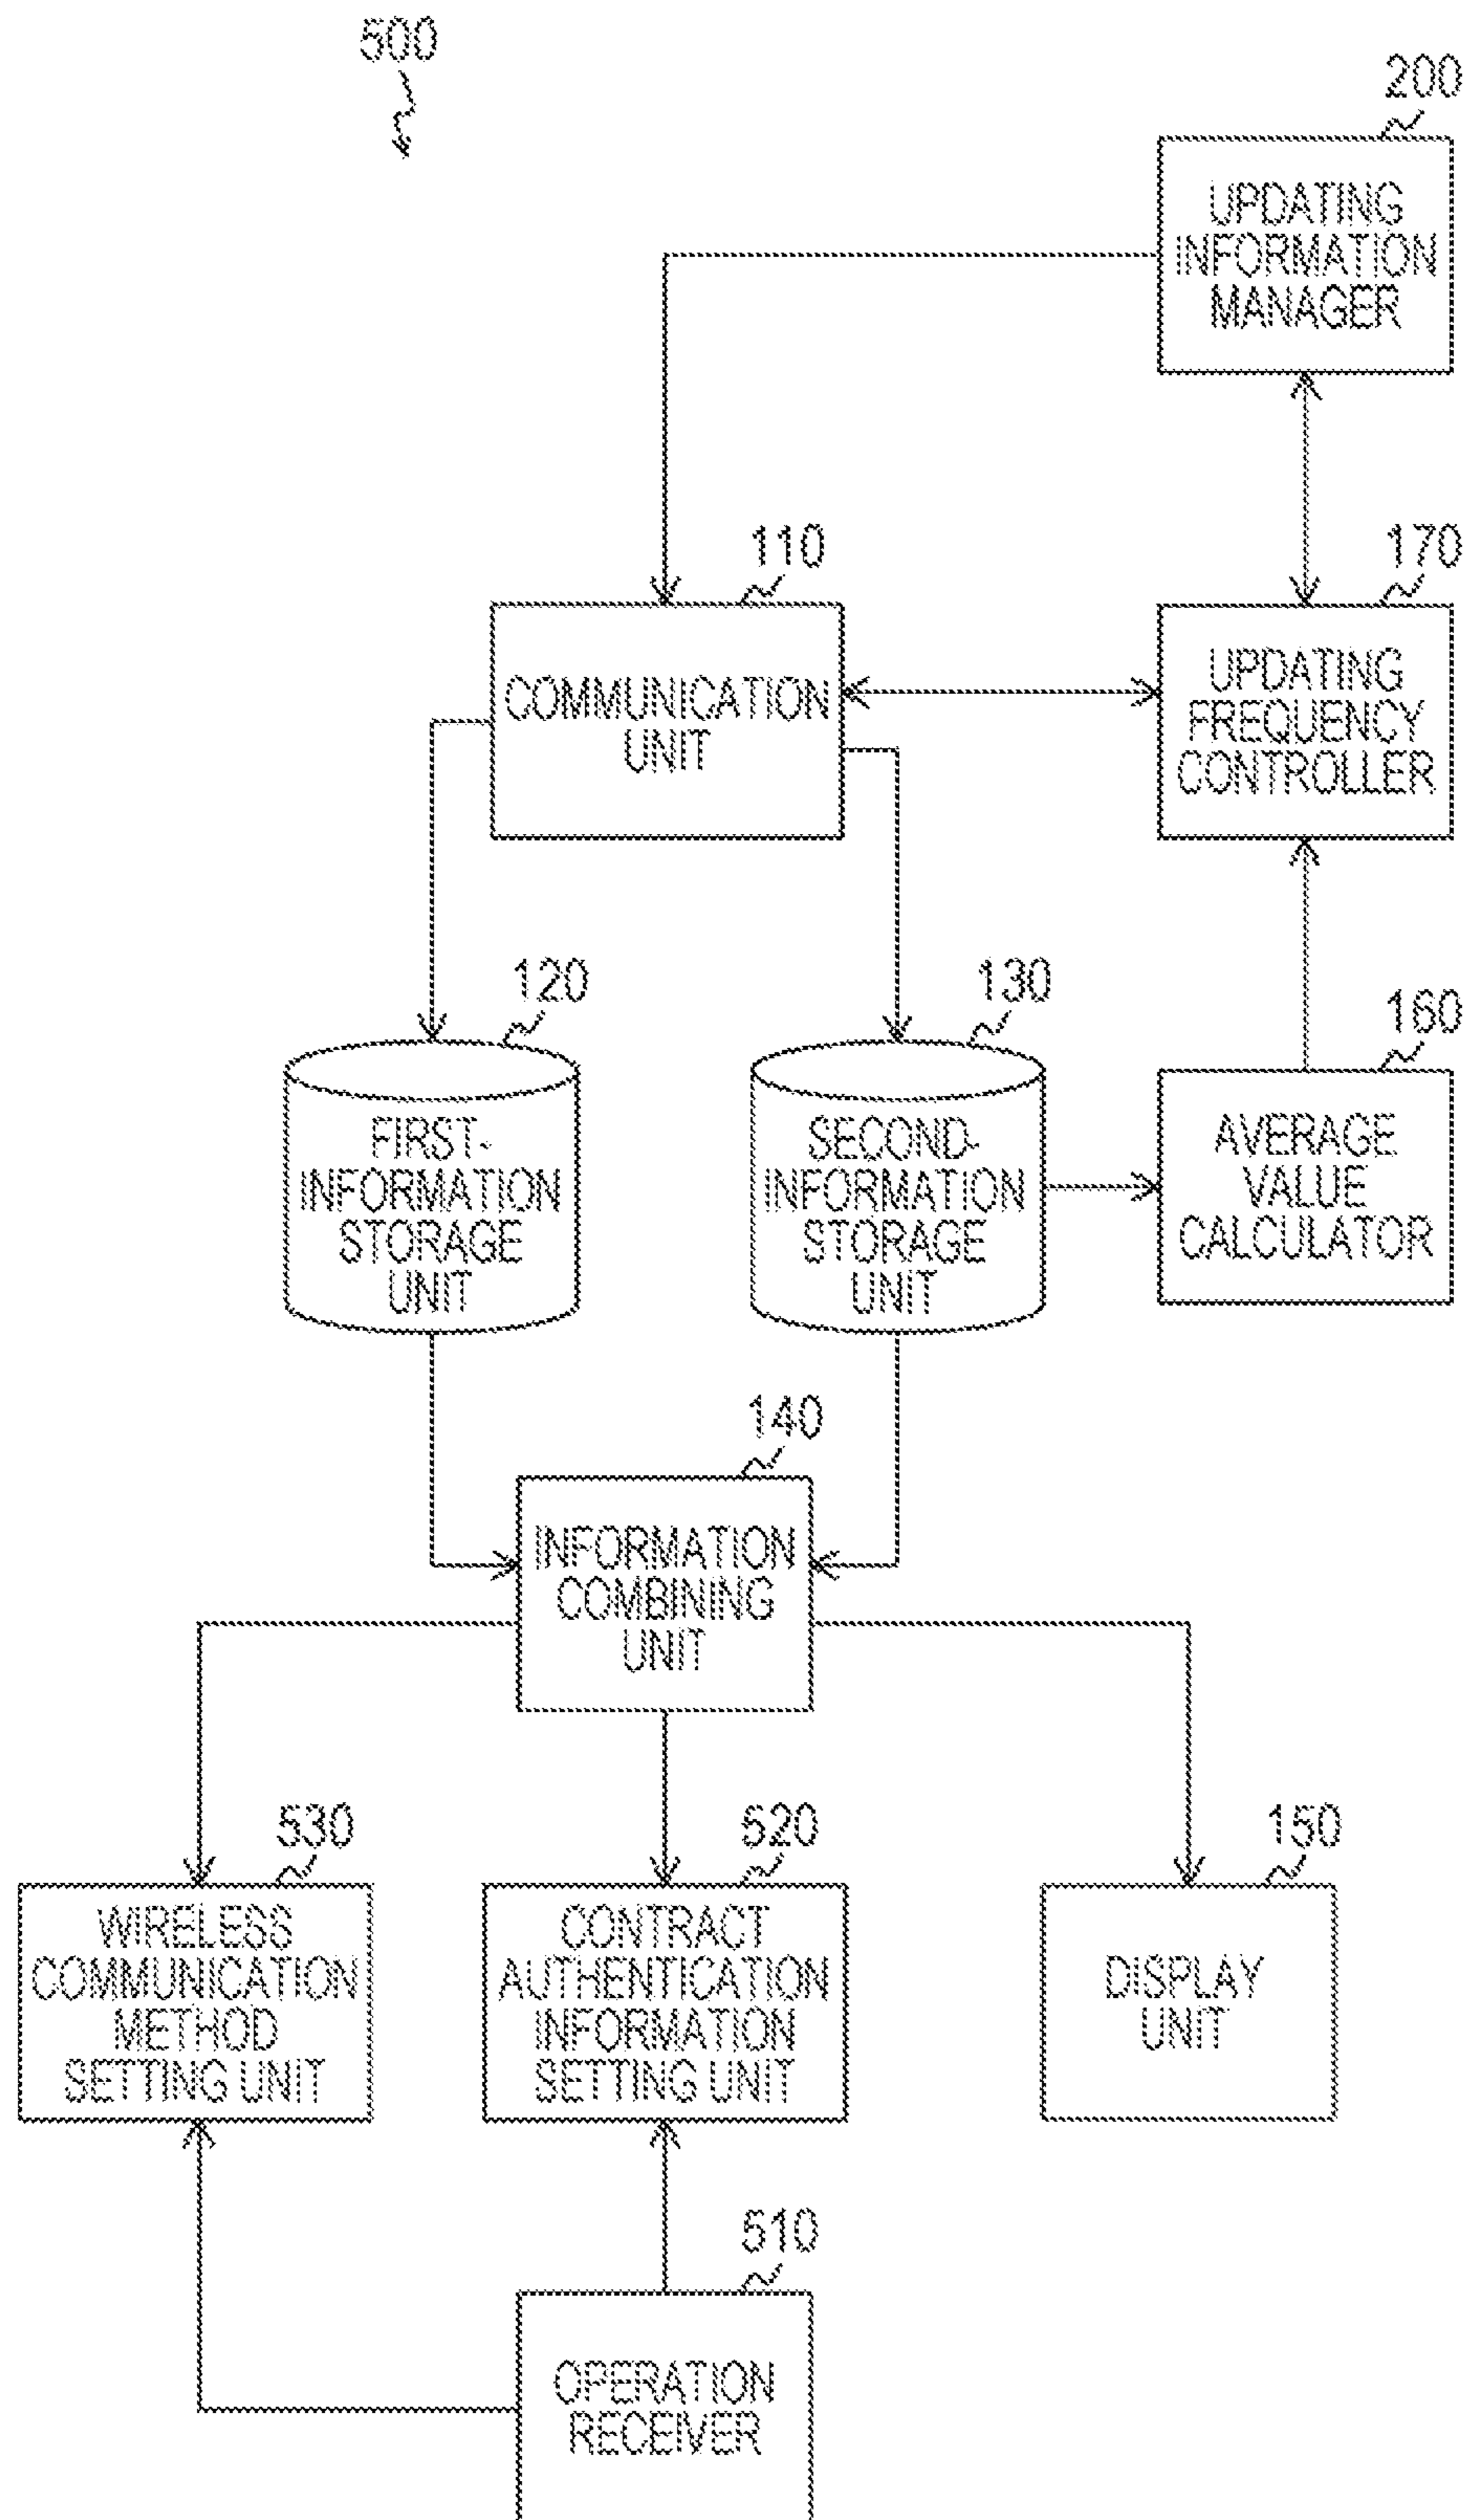 500
200
UPDATING
INFORMATION
MANAGER
110
170
COMMUNICATION
UNIT
UPDATING
FREQUENCY
CONTROLLER
120
130
160
FIRST-
INFORMATION
STORAGE
UNIT
SECOND-
INFORMATION
STORAGE
UNIT
AVERAGE
VALUE
CALCULATOR
140
INFORMATION
COMBINING
UNIT
530
520
150
WIRELESS
COMMUNICATION
METHOD
SETTING UNIT
CONTRACT
AUTHENTICATION
INFORMATION
SETTING UNIT
DISPLAY
UNIT
510
OPERATION
RECEIVER